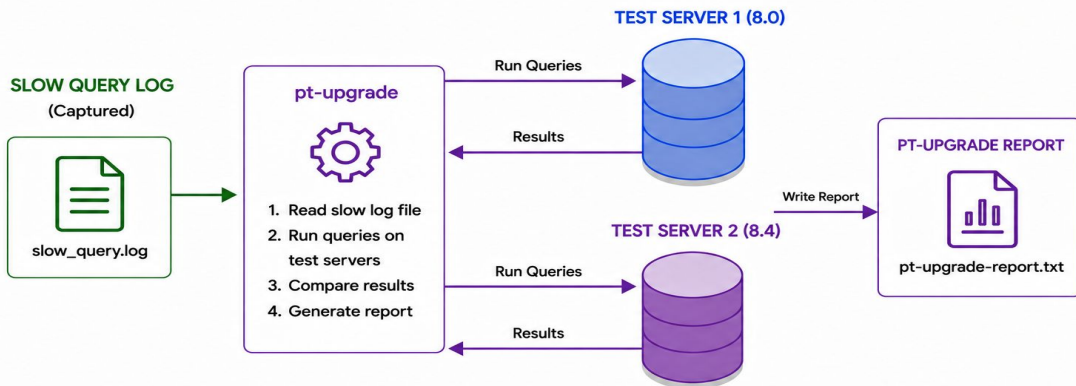 SLOW QUERY LOG
(Captured)
slow_query.log
pt-upgrade
1. Read slow log file
2. Run queries on
test servers
3. Compare results
4. Generate report
Run Queries
Results
Run Queries
Results
TEST SERVER 1 (8.0)
TEST SERVER 2 (8.4)
Write Report
PT-UPGRADE REPORT
pt-upgrade-report.txt